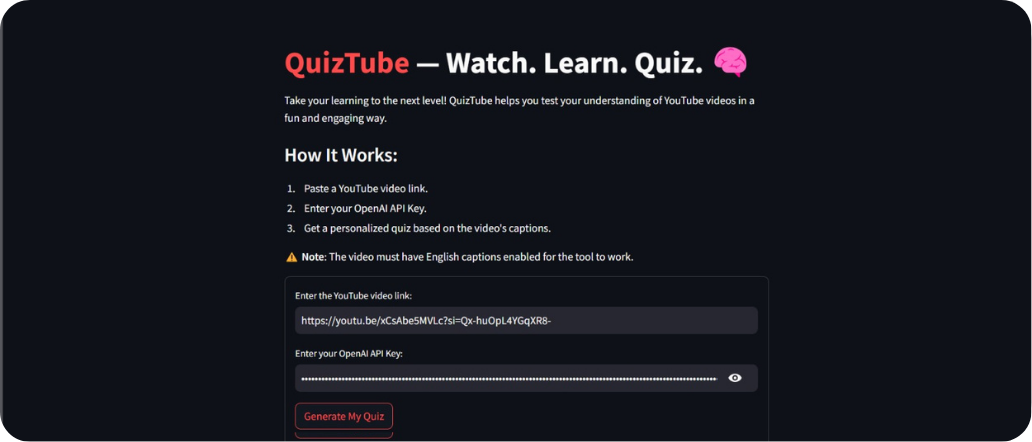 QuizTube — Watch. Learn. Quiz. 🧠
Take your learning to the next level! QuizTube helps you test your understanding of YouTube videos in a
fun and engaging way.
How It Works:
1. Paste a YouTube video link.
2. Enter your OpenAI API Key.
3. Get a personalized quiz based on the video's captions.
⚠️ Note: The video must have English captions enabled for the tool to work.
Enter the YouTube video link:
https://youtu.be/xCsAbe5MVLc?si=Qx-huOpL4YGqXR8-
Enter your OpenAI API Key:
Generate My Quiz